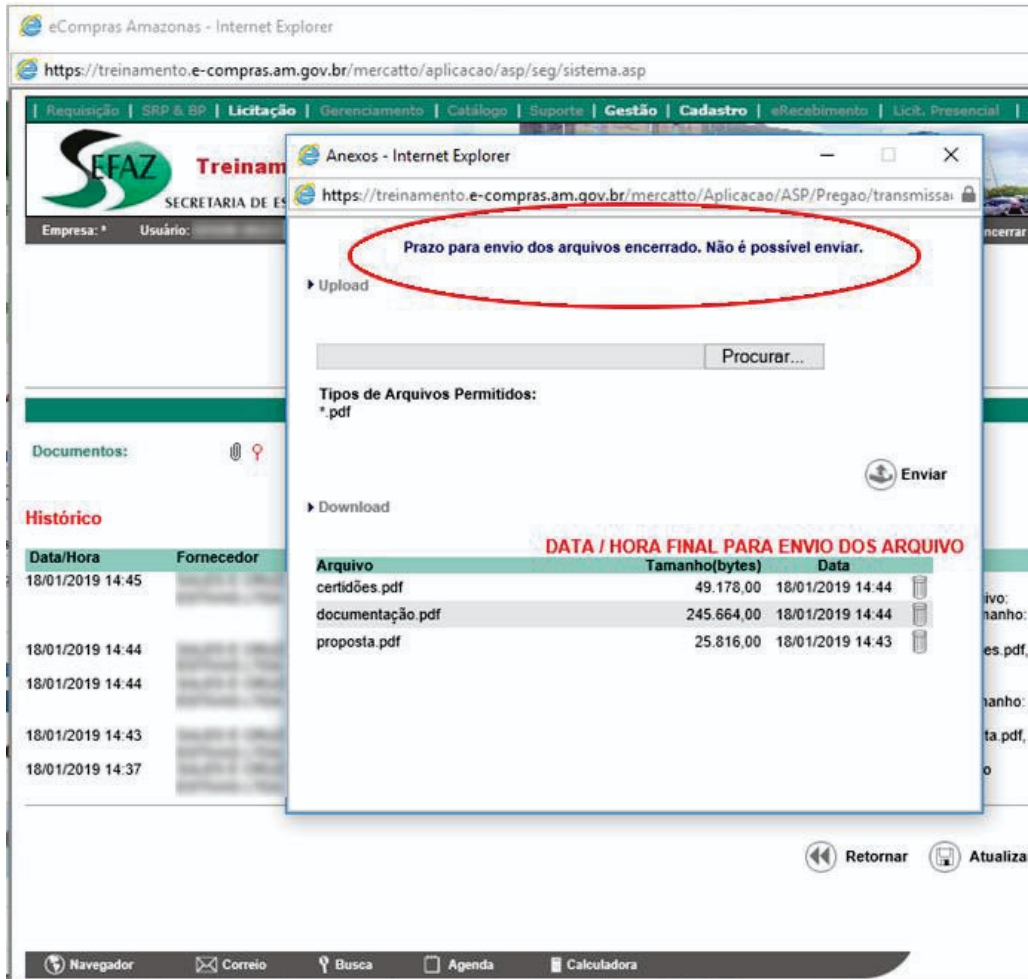 eCompras Amazonas - Internet Explorer
https://treinamento.e-compras.am.gov.br/mercatto/aplicacao/asp/seg/sistema.asp
| Requisição | SRP & BP | Licitação | Gerenciamento | Catálogo | Suporte | Gestão | Cadastro | eRecebimento | Licit. Presencial |
SEFAZ
Treinam
SECRETARIA DE ES
Empresa: * Usuário:
ncerrar
Anexos - Internet Explorer
https://treinamento.e-compras.am.gov.br/mercatto/Aplicacao/ASP/Pregao/transmissa
Prazo para envio dos arquivos encerrado. Não é possível enviar.
Upload
Procurar...
Tipos de Arquivos Permitidos:
*.pdf
Enviar
Download
DATA / HORA FINAL PARA ENVIO DOS ARQUIVO
Arquivo Tamanho(bytes) Data
certidões.pdf 49.178,00 18/01/2019 14:44
documentação.pdf 245.664,00 18/01/2019 14:44
proposta.pdf 25.816,00 18/01/2019 14:43
Documentos:
Histórico
Data/Hora Fornecedor
18/01/2019 14:45
ivo:
nanho:
18/01/2019 14:44
es.pdf,
18/01/2019 14:44
nanho:
18/01/2019 14:43
ta.pdf,
18/01/2019 14:37
o
Retornar Atualiza
Navegador Correio Busca Agenda Calculadora